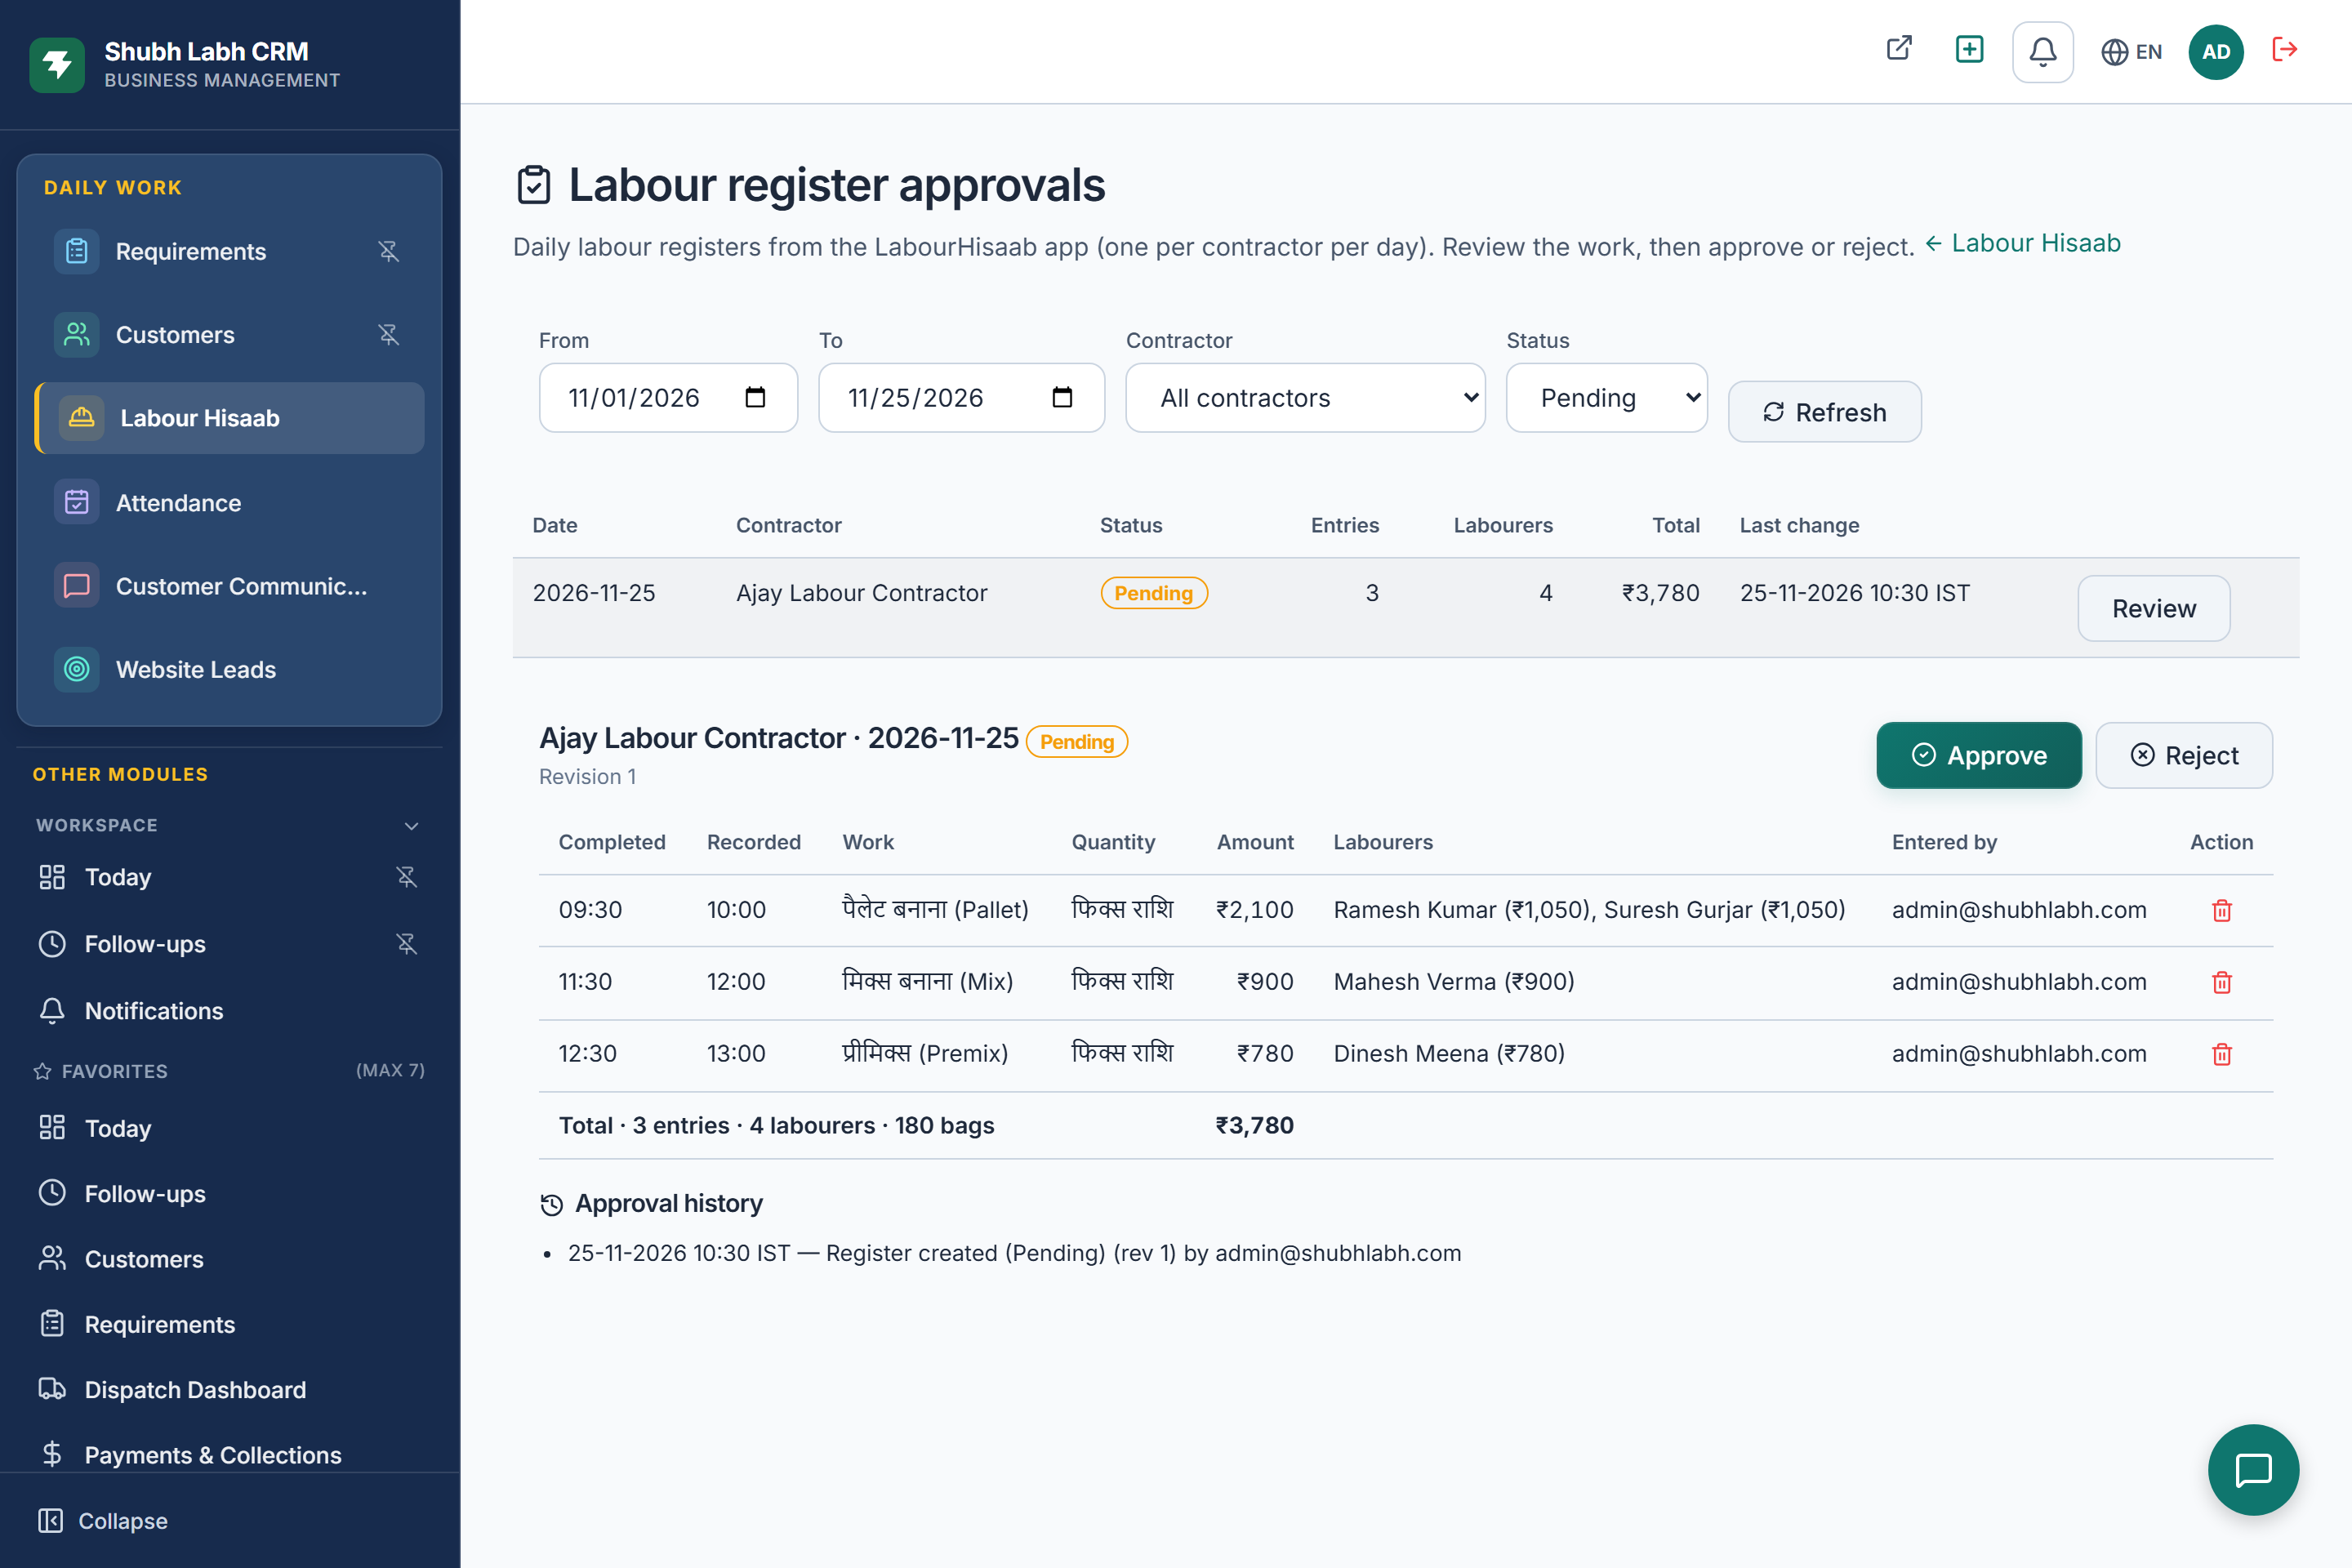 Shubh Labh CRM
BUSINESS MANAGEMENT
EN
AD
DAILY WORK
Requirements
Customers
Labour Hisaab
Attendance
Customer Communic...
Website Leads
OTHER MODULES
WORKSPACE
Today
Follow-ups
Notifications
FAVORITES (MAX 7)
Today
Follow-ups
Customers
Requirements
Dispatch Dashboard
Payments & Collections
Collapse
Labour register approvals
Daily labour registers from the LabourHisaab app (one per contractor per day). Review the work, then approve or reject. ← Labour Hisaab
From To Contractor Status
11/01/2026 11/25/2026 All contractors Pending Refresh
Date Contractor Status Entries Labourers Total Last change
2026-11-25 Ajay Labour Contractor Pending 3 4 ₹3,780 25-11-2026 10:30 IST Review
Ajay Labour Contractor · 2026-11-25 Pending
Revision 1
Approve Reject
Completed Recorded Work Quantity Amount Labourers Entered by Action
09:30 10:00 पैलेट बनाना (Pallet) फिक्स राशि ₹2,100 Ramesh Kumar (₹1,050), Suresh Gurjar (₹1,050) admin@shubhlabh.com
11:30 12:00 मिक्स बनाना (Mix) फिक्स राशि ₹900 Mahesh Verma (₹900) admin@shubhlabh.com
12:30 13:00 प्रीमिक्स (Premix) फिक्स राशि ₹780 Dinesh Meena (₹780) admin@shubhlabh.com
Total · 3 entries · 4 labourers · 180 bags ₹3,780
Approval history
• 25-11-2026 10:30 IST — Register created (Pending) (rev 1) by admin@shubhlabh.com